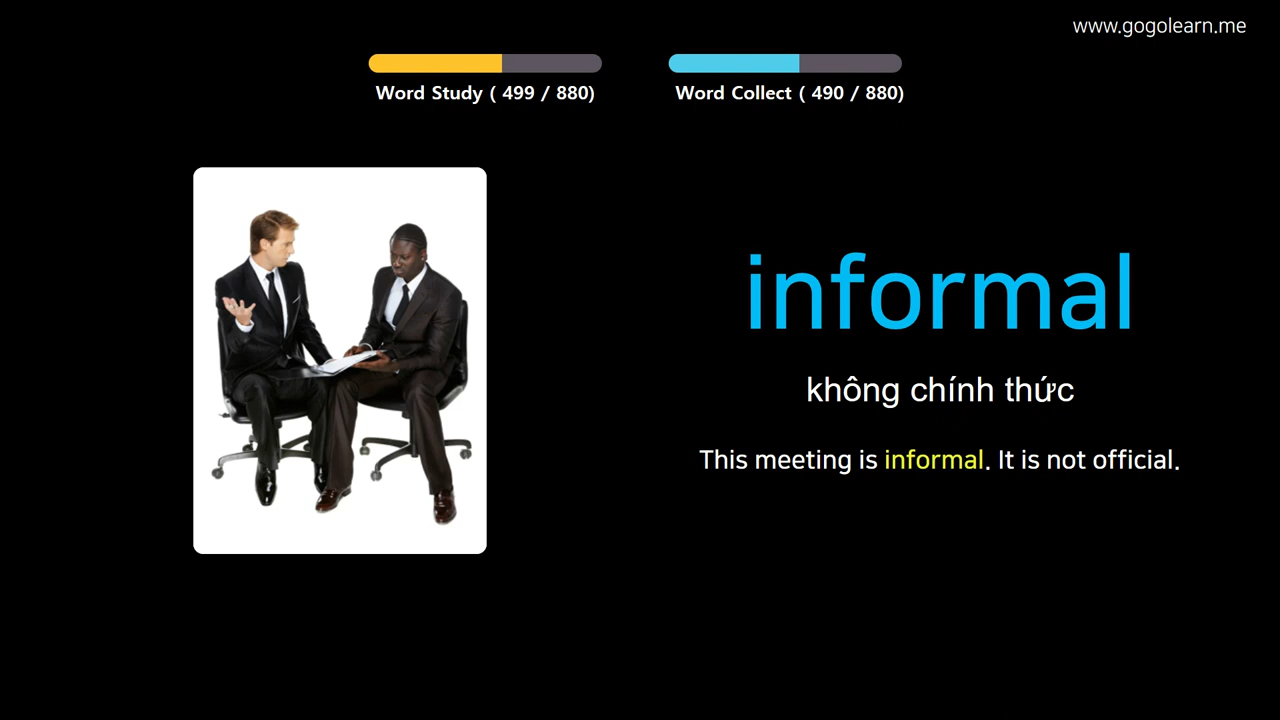 www.gogolearn.me
Word Study ( 499 / 880)
Word Collect ( 490 / 880)
informal
không chính thức
This meeting is informal. It is not official.